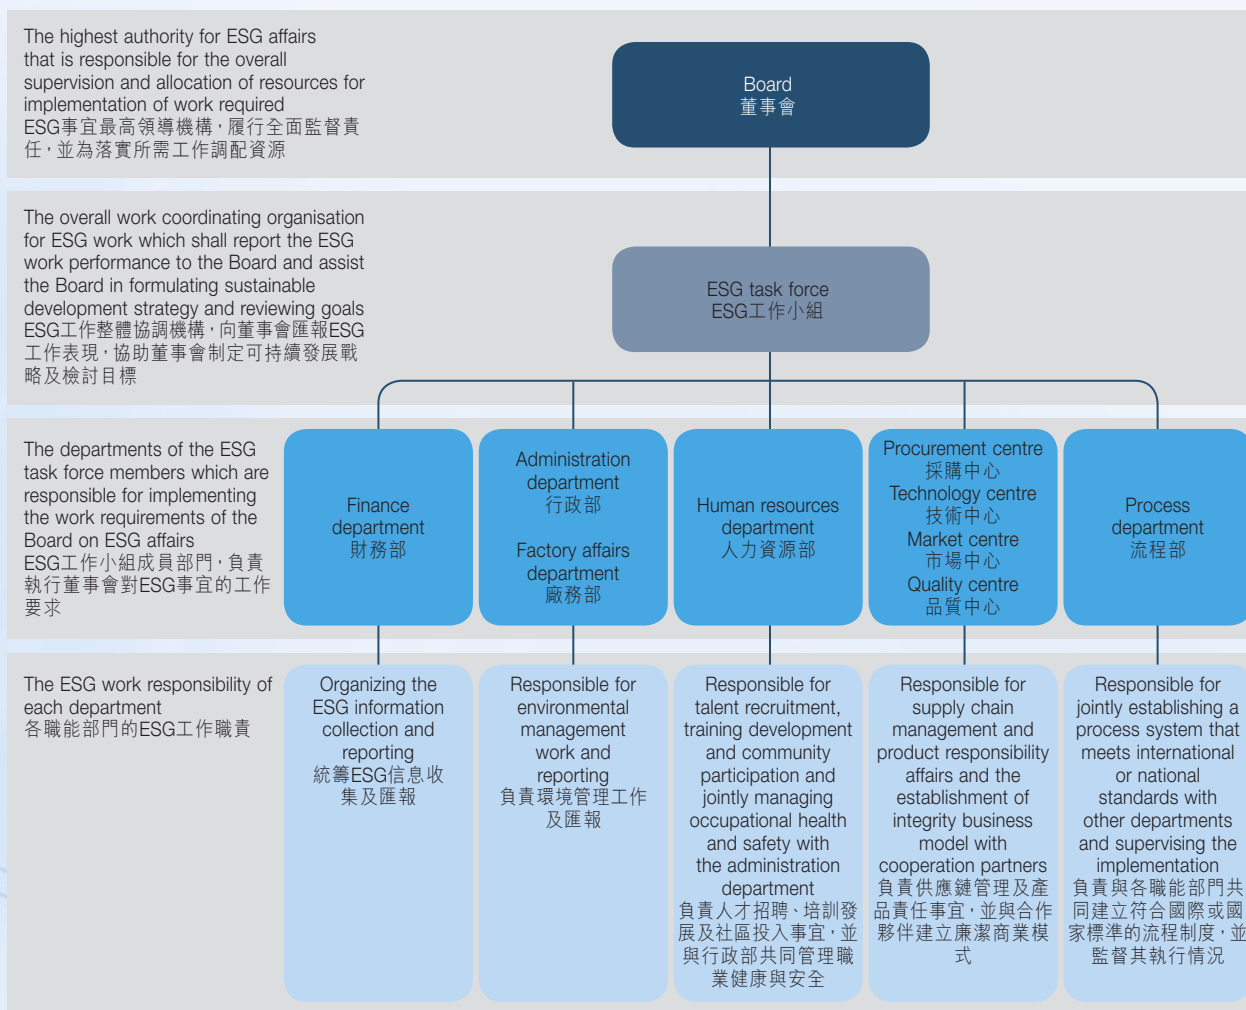 The highest authority for ESG affairs
that is responsible for the overall
supervision and allocation of resources for
implementation of work required
ESG事宜最高領導機構，履行全面監督責
任，並為落實所需工作調配資源
Board
董事會
The overall work coordinating organisation
for ESG work which shall report the ESG
work performance to the Board and assist
the Board in formulating sustainable
development strategy and reviewing goals
ESG工作整體協調機構，向董事會匯報ESG
工作表現，協助董事會制定可持續發展戰
略及檢討目標
ESG task force
ESG工作小組
The departments of the ESG
task force members which are
responsible for implementing
the work requirements of the
Board on ESG affairs
ESG工作小組成員部門，負責
執行董事會對ESG事宜的工作
要求
Finance
department
財務部
Administration
department
行政部
Factory affairs
department
廠務部
Human resources
department
人力資源部
Procurement centre
採購中心
Technology centre
技術中心
Market centre
市場中心
Quality centre
品質中心
Process
department
流程部
The ESG work responsibility of
each department
各職能部門的ESG工作職責
Organizing the
ESG information
collection and
reporting
統籌ESG信息收
集及匯報
Responsible for
environmental
management
work and
reporting
負責環境管理工作
及匯報
Responsible for
talent recruitment,
training development
and community
participation and
jointly managing
occupational health
and safety with
the administration
department
負責人才招聘、培訓發
展及社區投入事宜，並
與行政部共同管理職
業健康與安全
Responsible for
supply chain
management and
product responsibility
affairs and the
establishment of
integrity business
model with
cooperation partners
負責供應鏈管理及產
品責任事宜，並與合作
夥伴建立廉潔商業模
式
Responsible for
jointly establishing a
process system that
meets international
or national
standards with
other departments
and supervising the
implementation
負責與各職能部門共
同建立符合國際或國
家標準的流程制度，並
監督其執行情況